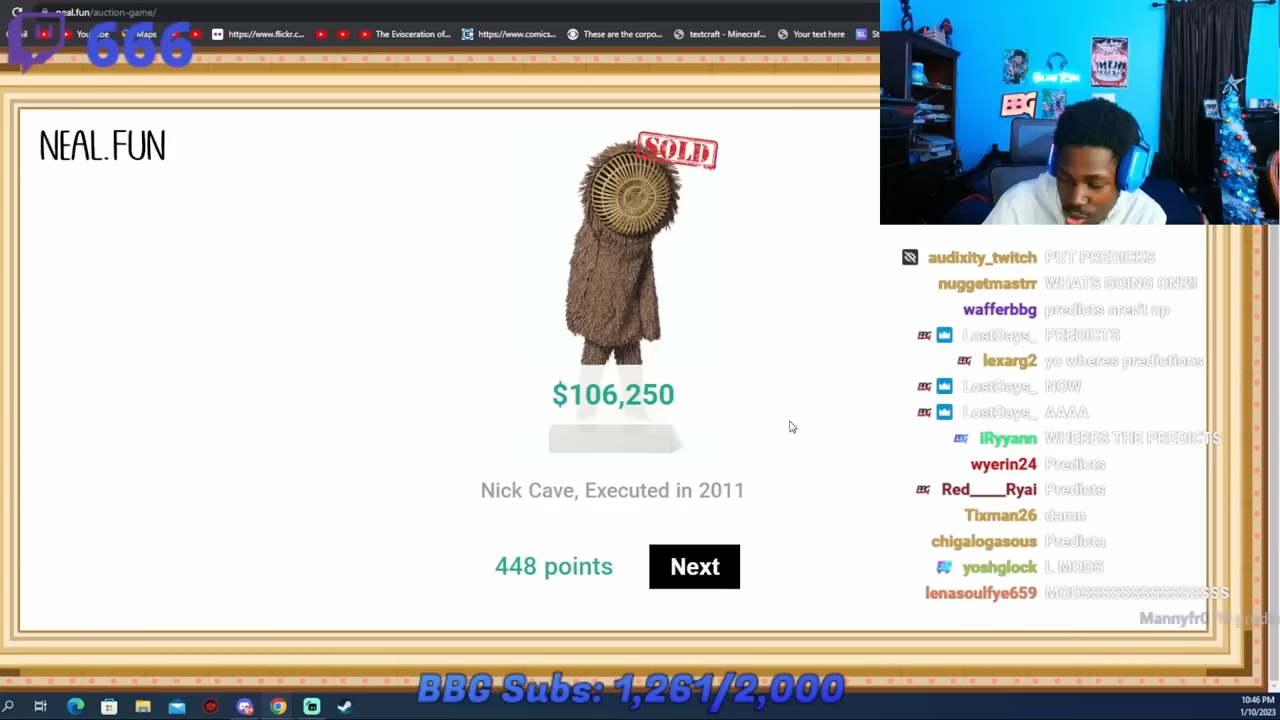 neal.fun/auction-game/
666
YouTube
Maps
https://www.flickr.c...
The Evisceration of...
https://www.comics...
These are the corpo...
textcraft - Minecraf...
Your text here
NEAL.FUN
SOLD
$106,250
Nick Cave, Executed in 2011
448 points
Next
BBG
audixity_twitch PUT PREDICKS
nuggetmastrr WHATS GOING ON?!!
wafferbbg predicts aren't up
LostDays_ PREDICTS
lexarg2 yo wheres predictions
LostDays_ NOW
LostDays_ AAAA
iRyyann WHERES THE PREDICTS
wyerin24 Predicts
Red____Ryai Predicts
Tixman26 damn
chigalogasous Predicta
yoshglock L MODS
lenasoulfye659 MODSSSSSSSSSSSSSSS
BBG Subs: 1,261/2,000
10:46 PM
1/10/2023